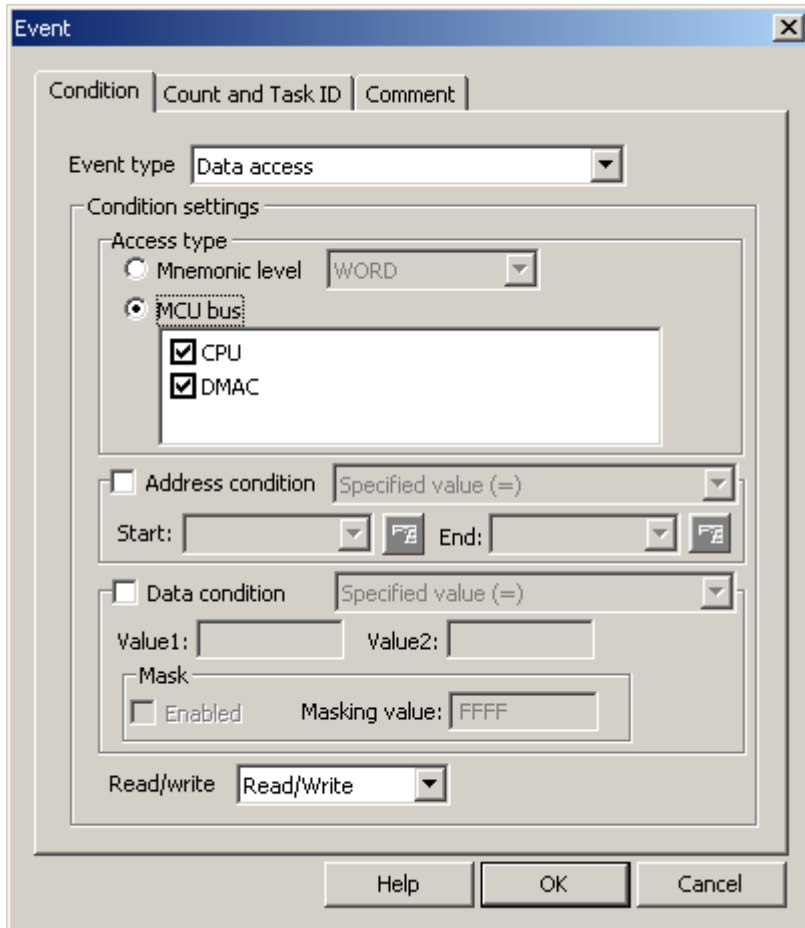 Event
Condition Count and Task ID Comment
Event type Data access
Condition settings
Access type
Mnemonic level WORD
MCU bus
CPU
DMAC
Address condition Specified value (=)
Start: End:
Data condition Specified value (=)
Value1: Value2:
Mask
Enabled Masking value: FFFF
Read/write Read/Write
Help OK Cancel